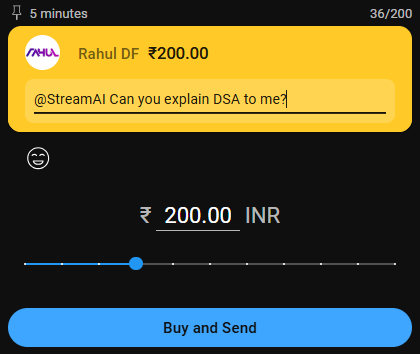 5 minutes 36/200
RAHUL
Rahul DF ₹200.00
@StreamAI Can you explain DSA to me?
₹ 200.00 INR
Buy and Send